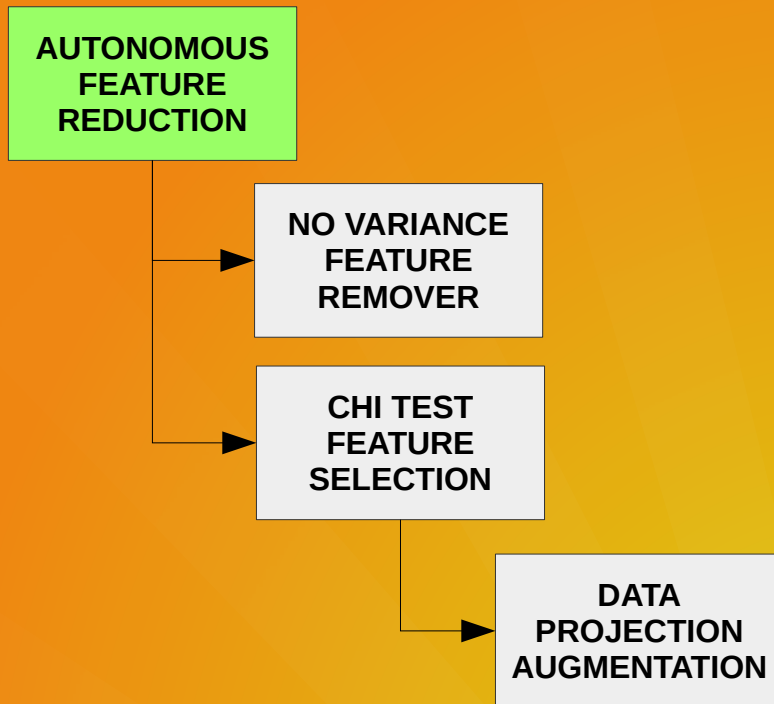 AUTONOMOUS
FEATURE
REDUCTION
NO VARIANCE
FEATURE
REMOVER
CHI TEST
FEATURE
SELECTION
DATA
PROJECTION
AUGMENTATION